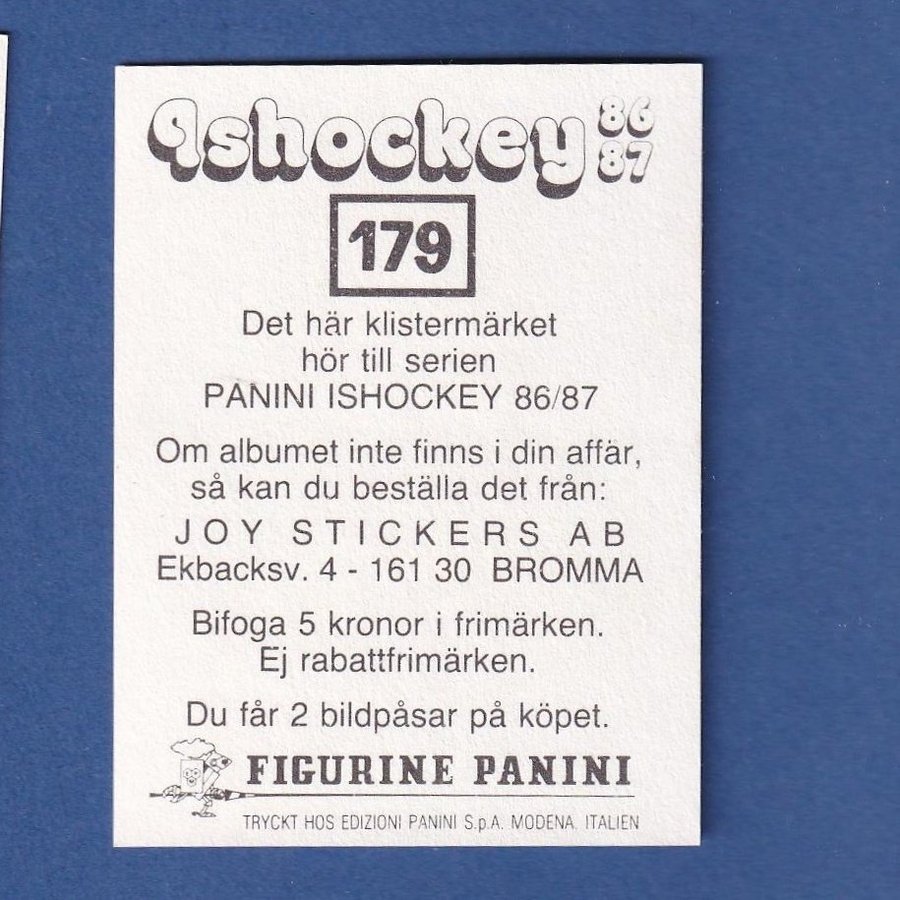 Ishockey 86
87
179
Det här klistermärket
hör till serien
PANINI ISHOCKEY 86/87
Om albumet inte finns i din affär,
så kan du beställa det från:
JOY STICKERS AB
Ekbacksv. 4 - 161 30 BROMMA
Bifoga 5 kronor i frimärken.
Ej rabattfrimärken.
Du får 2 bildpåsar på köpet.
FIGURINE PANINI
TRYCKT HOS EDIZIONI PANINI S.p.A. MODENA. ITALIEN